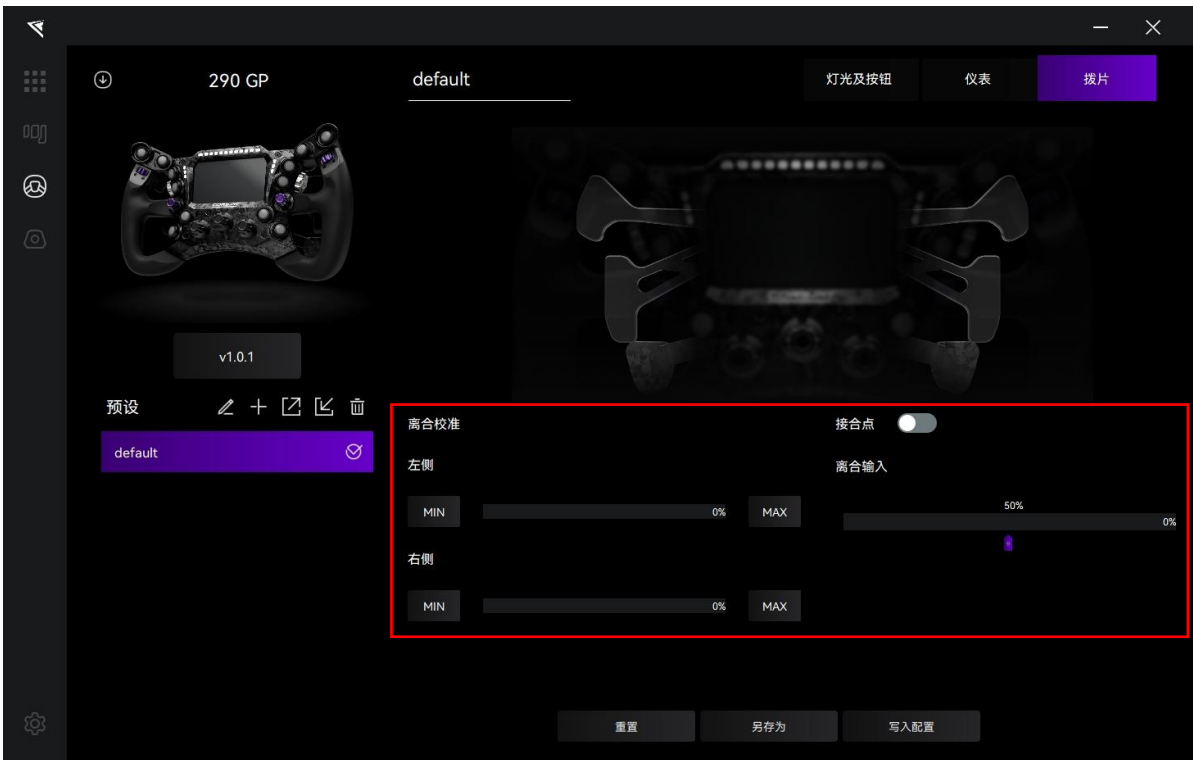 290 GP
default
灯光及按钮
仪表
拨片
v1.0.1
预设
default
离合校准
接合点
左侧
离合输入
MIN
0%
MAX
50%
0%
右侧
MIN
0%
MAX
重置
另存为
写入配置